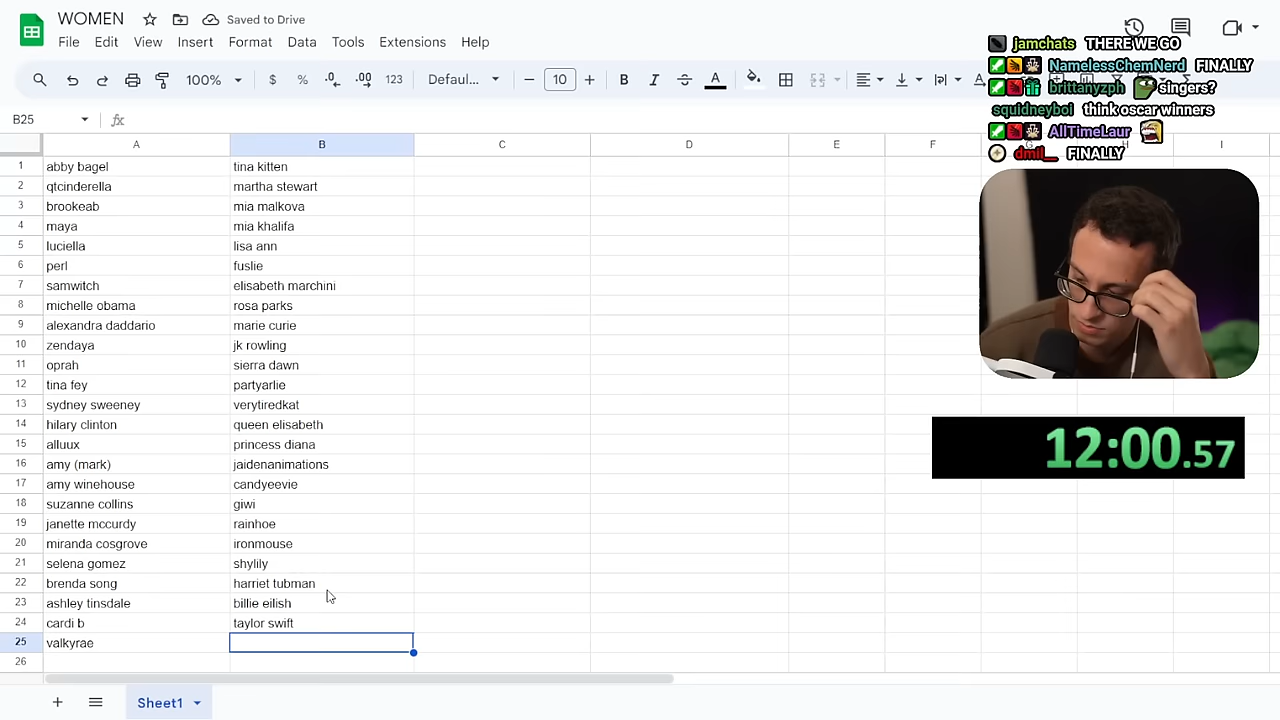 WOMEN
Saved to Drive
File Edit View Insert Format Data Tools Extensions Help
100% $ % .0 .00 123 Defaul... 10 B I S A
B25 fx
A B C D E F G H I
1 abby bagel tina kitten
2 qtcinderella martha stewart
3 brookeab mia malkova
4 maya mia khalifa
5 luciella lisa ann
6 perl fuslie
7 samwitch elisabeth marchini
8 michelle obama rosa parks
9 alexandra daddario marie curie
10 zendaya jk rowling
11 oprah sierra dawn
12 tina fey partyarlie
13 sydney sweeney verytiredkat
14 hilary clinton queen elisabeth
15 alluux princess diana
16 amy (mark) jaidenanimations
17 amy winehouse candyeevie
18 suzanne collins giwi
19 janette mccurdy rainhoe
20 miranda cosgrove ironmouse
21 selena gomez shylily
22 brenda song harriet tubman
23 ashley tinsdale billie eilish
24 cardi b taylor swift
25 valkyrae
26
Sheet1
jamchats THERE WE GO
NamelessChemNerd FINALLY
brittanyzph singers?
squidneyboi think oscar winners
AllTimeLaur
dmil__ FINALLY
12:00.57